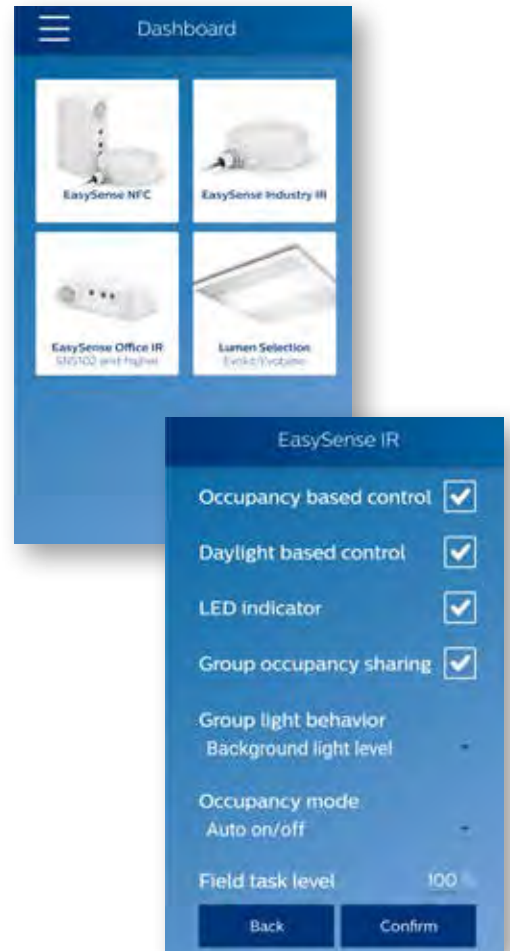 Dashboard
EasySense NFC
EasySense Industry IR
EasySense Office IR
SNS102 and higher
Lumen Selection
EasySense IR
Occupancy based control
Daylight based control
LED indicator
Group occupancy sharing
Group light behavior
Background light level
Occupancy mode
Auto on/off
Field task level 100 %
Back Confirm